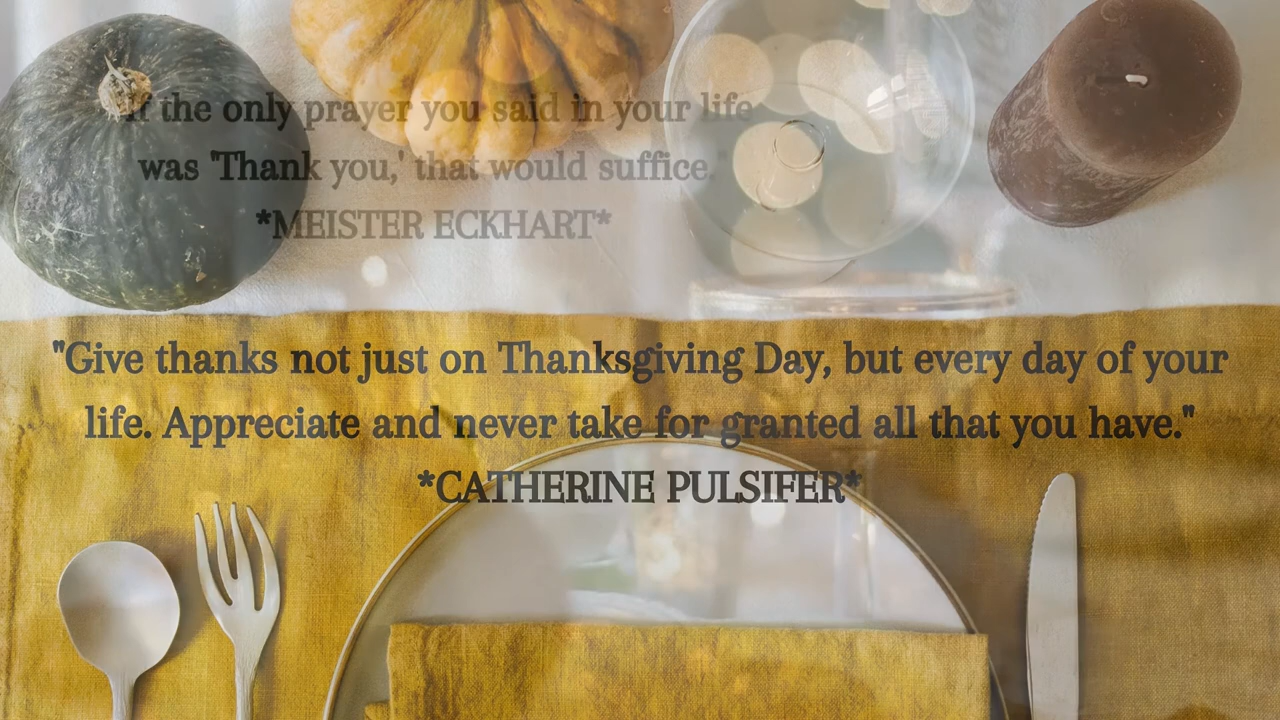 If the only prayer you said in your life
was 'Thank you,' that would suffice."
*MEISTER ECKHART*
"Give thanks not just on Thanksgiving Day, but every day of your
life. Appreciate and never take for granted all that you have."
*CATHERINE PULSIFER*